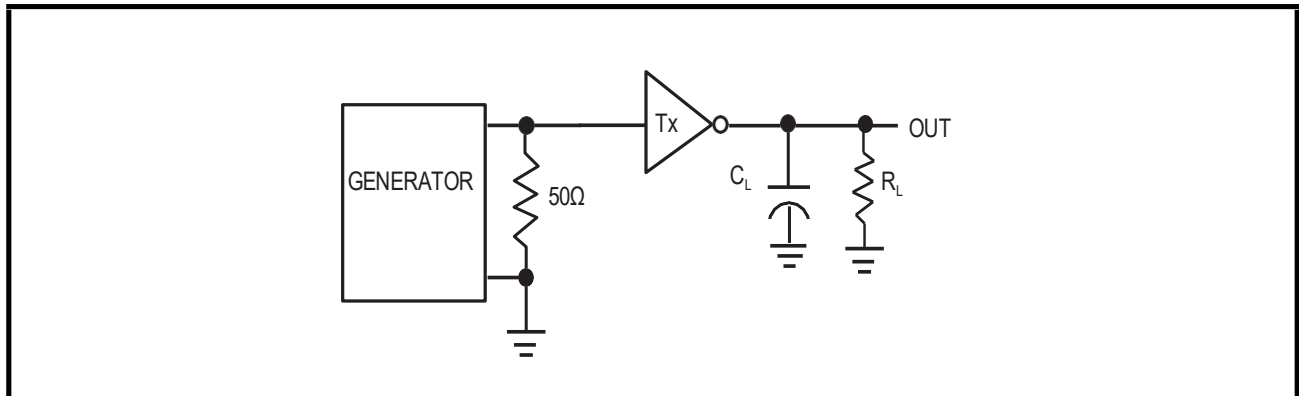 Tx
OUT
GENERATOR
50Ω
CL
RL